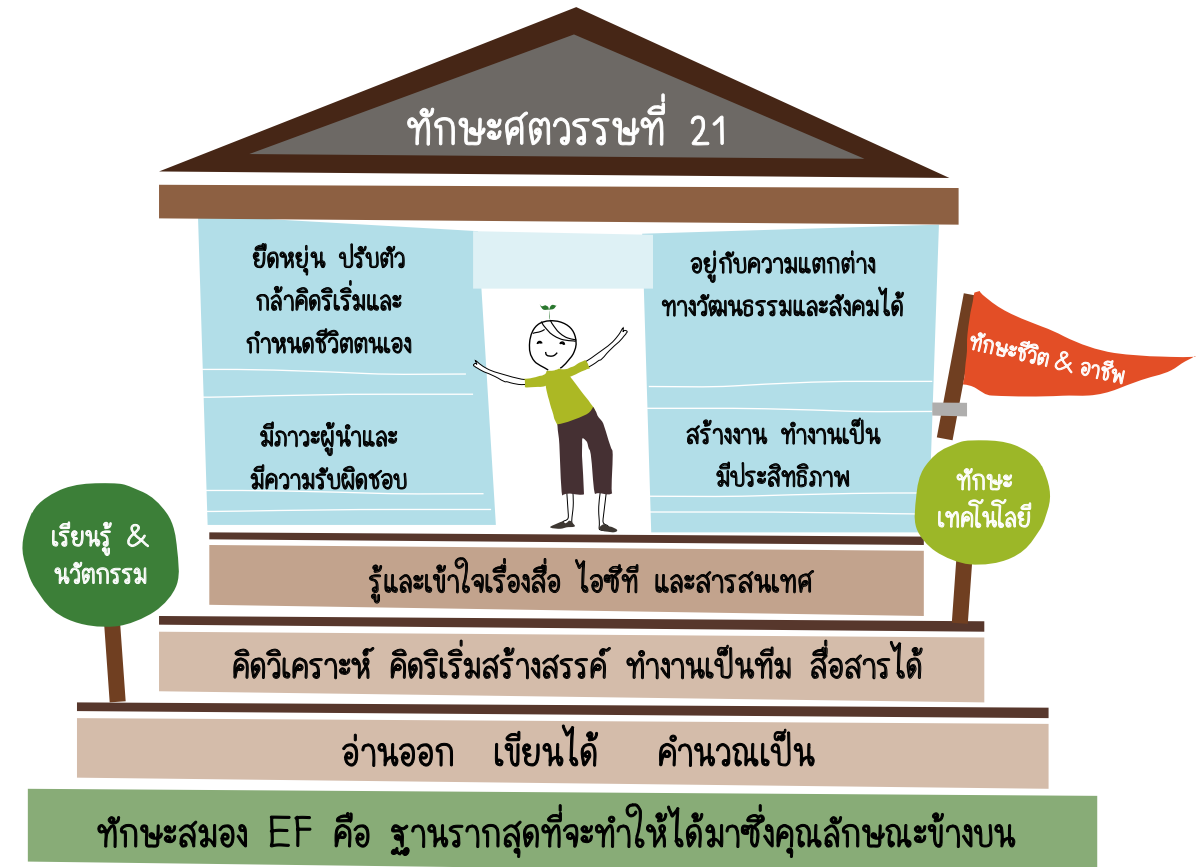 ทักษะศตวรรษที่ 21
ยืดหยุ่น ปรับตัว
กล้าคิดริเริ่มและ
กำหนดชีวิตตนเอง
อยู่กับความแตกต่าง
ทางวัฒนธรรมและสังคมได้
ทักษะชีวิต & อาชีพ
มีภาวะผู้นำและ
มีความรับผิดชอบ
สร้างงาน ทำงานเป็น
มีประสิทธิภาพ
ทักษะ
เทคโนโลยี
เรียนรู้ &
นวัตกรรม
รู้และเข้าใจเรื่องสื่อ ไอซีที และสารสนเทศ
คิดวิเคราะห์ คิดริเริ่มสร้างสรรค์ ทำงานเป็นทีม สื่อสารได้
อ่านออก เขียนได้ คำนวณเป็น
ทักษะสมอง EF คือ ฐานรากสุดที่จะทำให้ได้มาซึ่งคุณลักษณะข้างบน